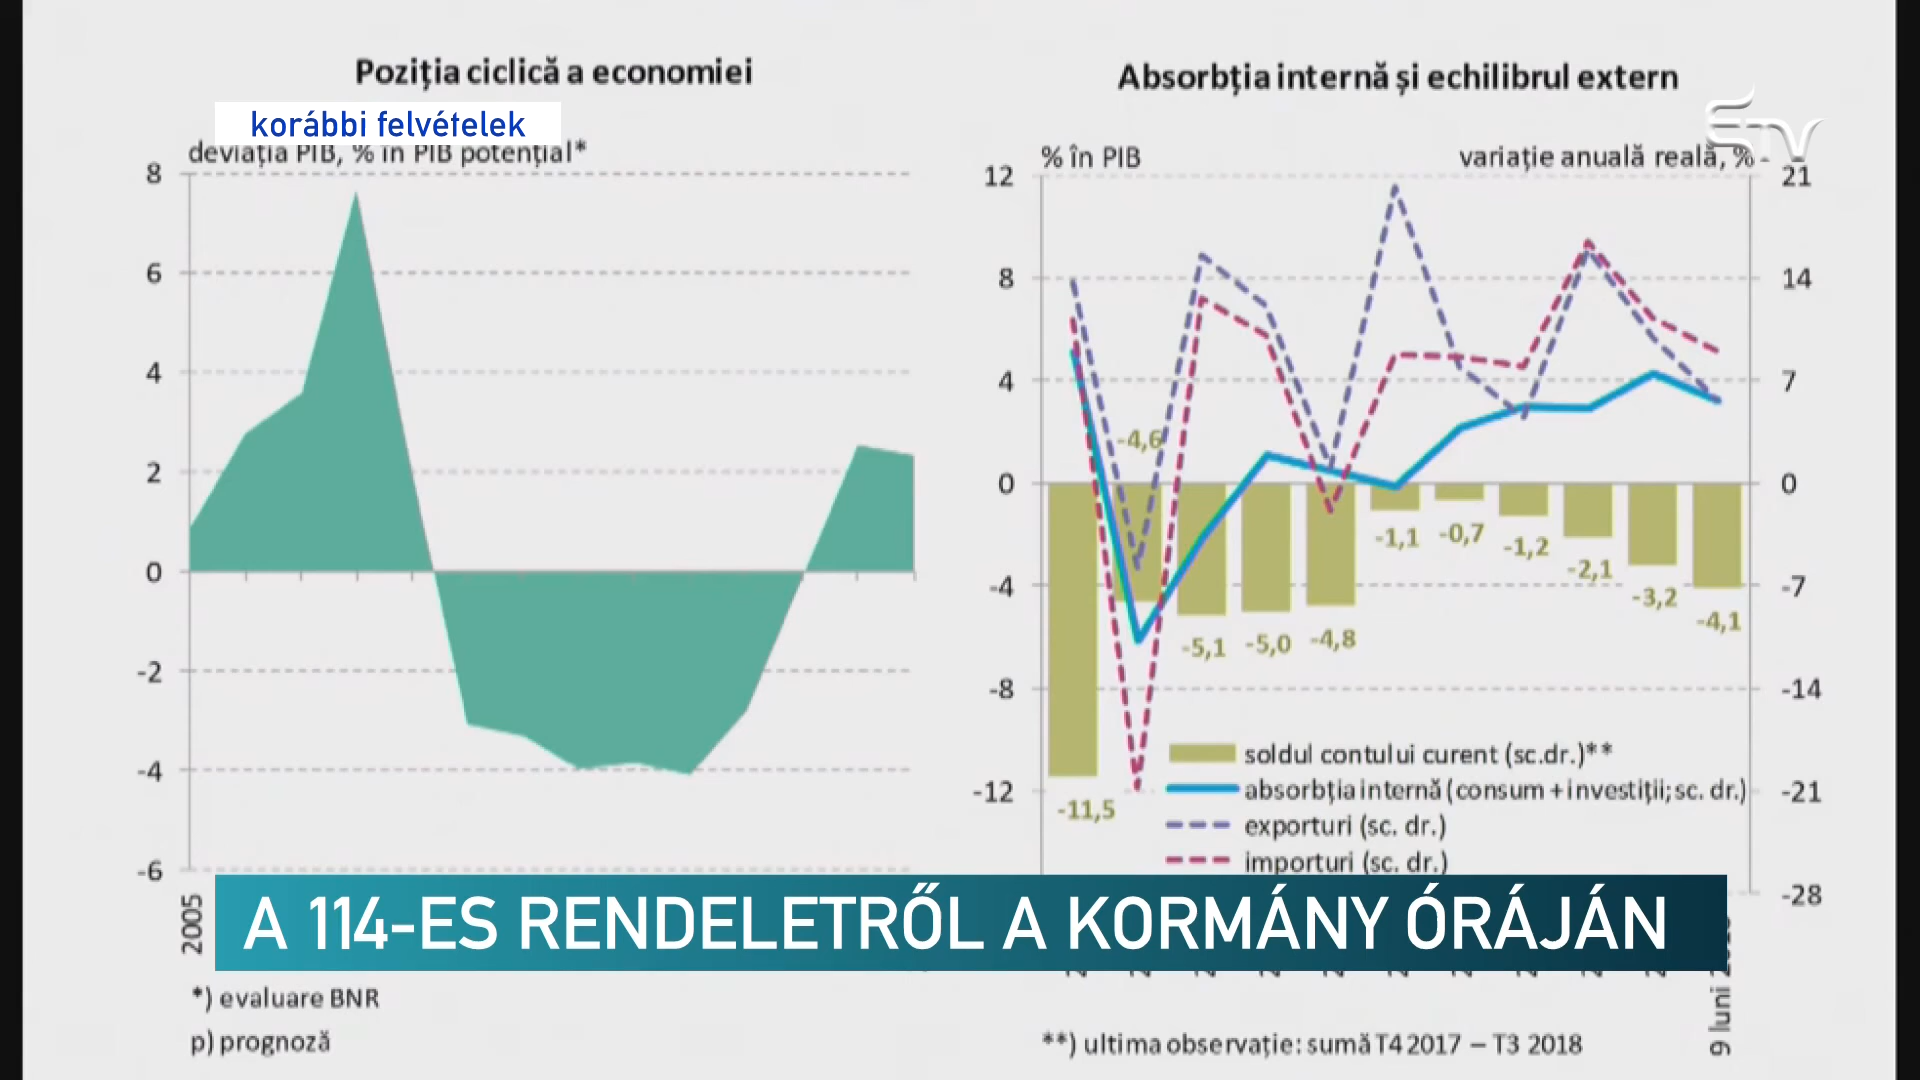 Poziția ciclică a economiei
korábbi felvételek
deviația PIB, % în PIB potențial*
8
6
4
2
0
-2
-4
-6
2005
*) evaluare BNR
p) prognoză
Absorbția internă și echilibrul extern
STV
% în PIB
variație anuală reală, %
12
8
4
0
-4
-8
-12
21
14
7
0
-7
-14
-21
-28
-11,5
-4,6
-5,1
-5,0
-4,8
-1,1
-0,7
-1,2
-2,1
-3,2
-4,1
soldul contului curent (sc.dr.)**
absorbția internă (consum + investiții; sc. dr.)
exporturi (sc. dr.)
importuri (sc. dr.)
A 114-ES RENDELETRŐL A KORMÁNY ÓRÁJÁN
9 luni
**) ultima observație: sumă T4 2017 – T3 2018